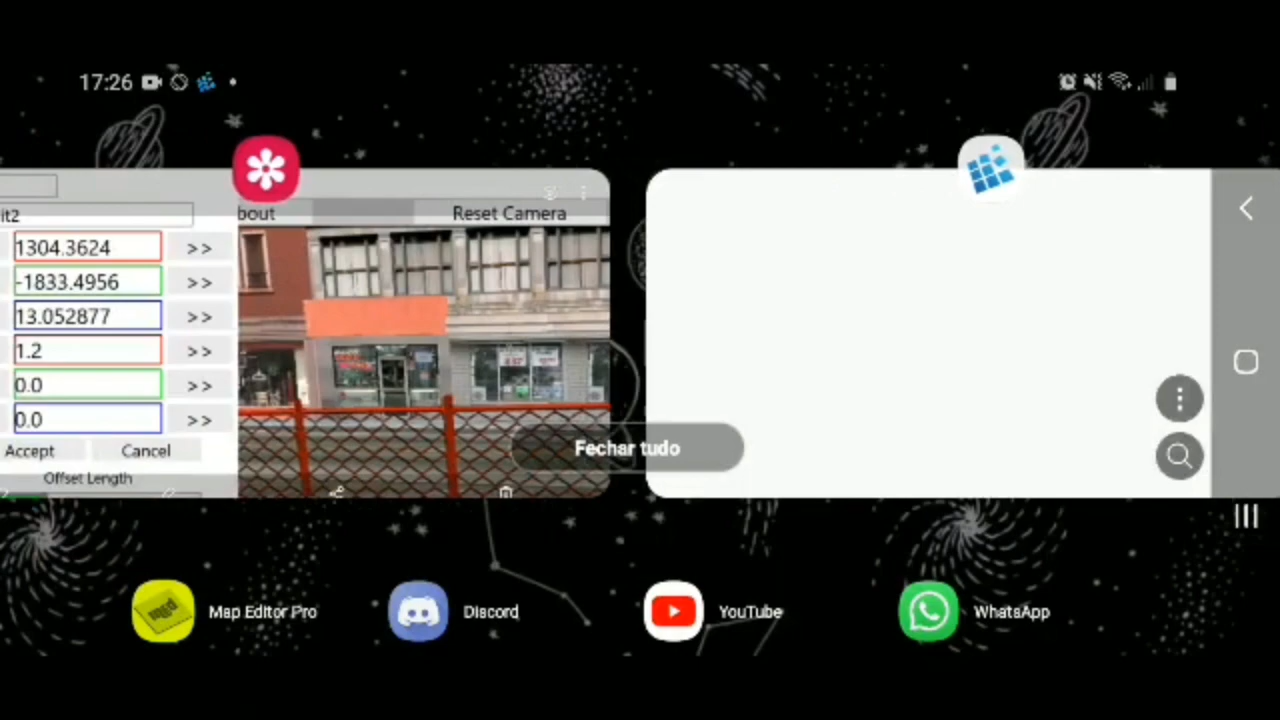 17:26
it2
bout
Reset Camera
1304.3624
>>
-1833.4956
>>
13.052877
>>
1.2
>>
0.0
>>
0.0
>>
Accept
Cancel
Offset Length
Fechar tudo
Map Editor Pro
Discord
YouTube
WhatsApp